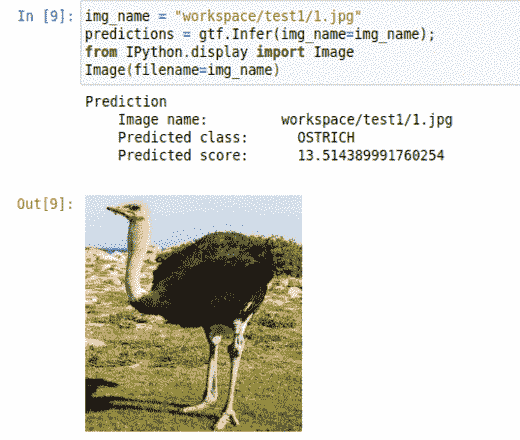 In [9]: img_name = "workspace/test1/1.jpg"
predictions = gtf.Infer(img_name=img_name);
from IPython.display import Image
Image(filename=img_name)
Prediction
Image name: workspace/test1/1.jpg
Predicted class: OSTRICH
Predicted score: 13.514389991760254
Out[9]: